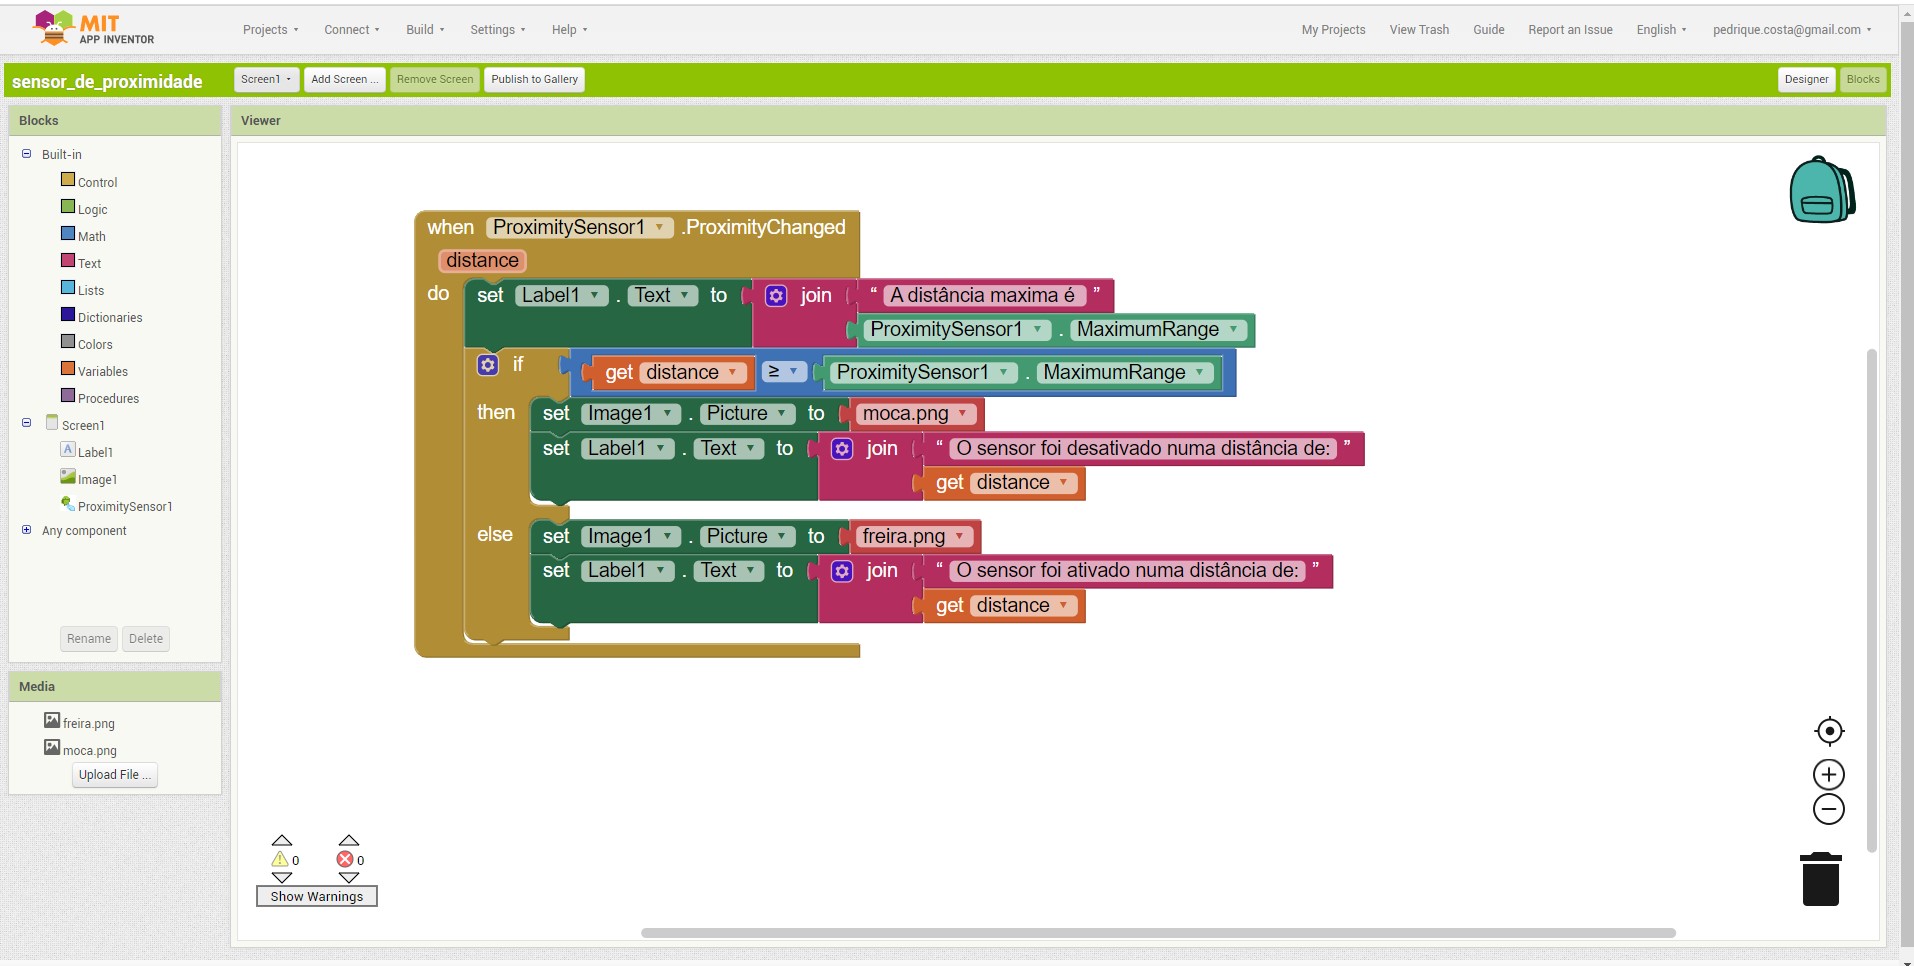 MIT
APP INVENTOR
Projects Connect Build Settings Help My Projects View Trash Guide Report an Issue English pedrique.costa@gmail.com
sensor_de_proximidade Screen1 Add Screen ... Remove Screen Publish to Gallery Designer Blocks
Blocks
Built-in
Control
Logic
Math
Text
Lists
Dictionaries
Colors
Variables
Procedures
Screen1
Label1
Image1
ProximitySensor1
Any component
Rename Delete
Media
freira.png
moca.png
Upload File ...
Viewer
when ProximitySensor1 .ProximityChanged
distance
do set Label1 . Text to join “ A distância maxima é ”
ProximitySensor1 . MaximumRange
if get distance ≥ ProximitySensor1 . MaximumRange
then set Image1 . Picture to moca.png
set Label1 . Text to join “ O sensor foi desativado numa distância de: ”
get distance
else set Image1 . Picture to freira.png
set Label1 . Text to join “ O sensor foi ativado numa distância de: ”
get distance
0 0
Show Warnings